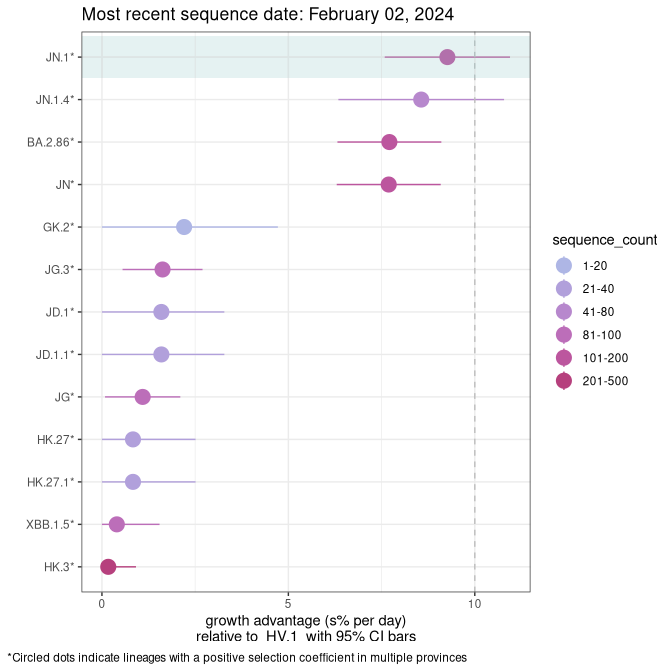 Most recent sequence date: February 02, 2024
JN.1*
JN.1.4*
BA.2.86*
JN*
GK.2*
JG.3*
JD.1*
JD.1.1*
JG*
HK.27*
HK.27.1*
XBB.1.5*
HK.3*
0 5 10
growth advantage (s% per day)
relative to HV.1 with 95% CI bars
sequence_count
1-20
21-40
41-80
81-100
101-200
201-500
*Circled dots indicate lineages with a positive selection coefficient in multiple provinces